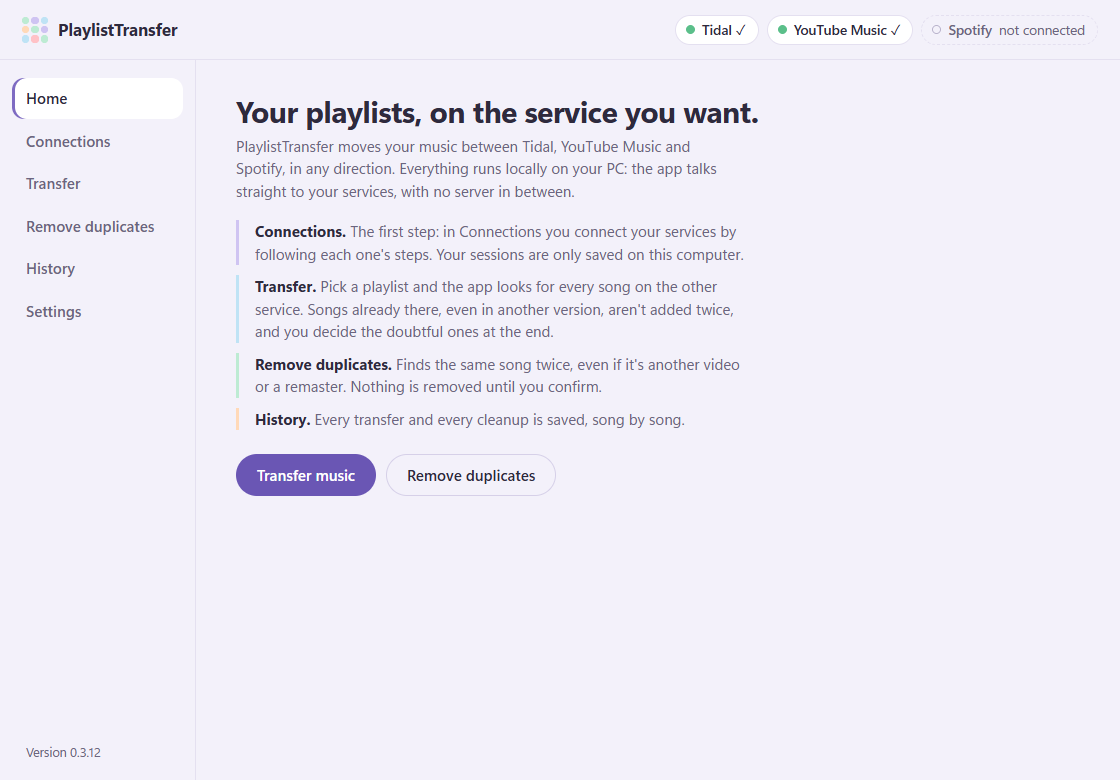 PlaylistTransfer
Tidal ✓
YouTube Music ✓
Spotify not connected
Home
Connections
Transfer
Remove duplicates
History
Settings
Your playlists, on the service you want.
PlaylistTransfer moves your music between Tidal, YouTube Music and
Spotify, in any direction. Everything runs locally on your PC: the app talks
straight to your services, with no server in between.
Connections. The first step: in Connections you connect your services by
following each one's steps. Your sessions are only saved on this computer.
Transfer. Pick a playlist and the app looks for every song on the other
service. Songs already there, even in another version, aren't added twice,
and you decide the doubtful ones at the end.
Remove duplicates. Finds the same song twice, even if it's another video
or a remaster. Nothing is removed until you confirm.
History. Every transfer and every cleanup is saved, song by song.
Transfer music
Remove duplicates
Version 0.3.12